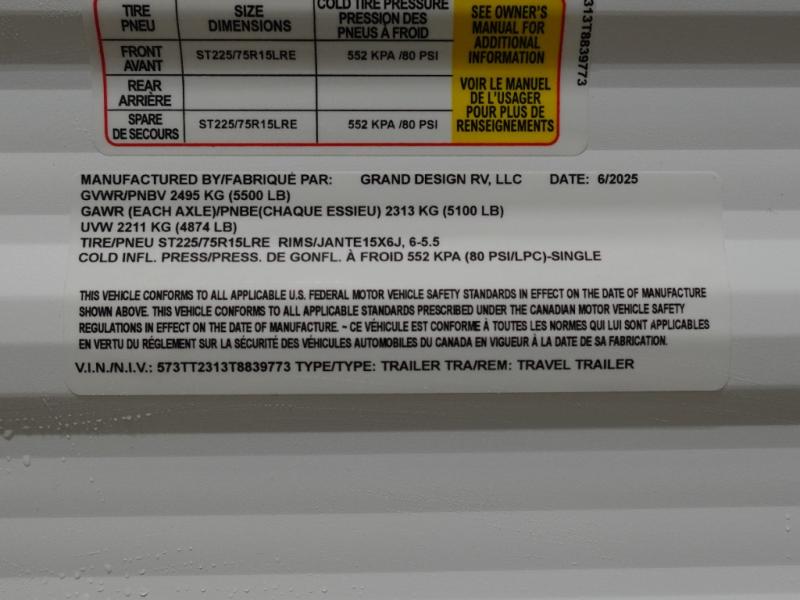 TIRE PNEU
SIZE DIMENSIONS
COLD TIRE PRESSURE
PRESSION DES
PNEUS À FROID
SEE OWNER'S
MANUAL FOR
ADDITIONAL
INFORMATION
FRONT AVANT
ST225/75R15LRE
552 KPA /80 PSI
REAR ARRIÈRE
VOIR LE MANUEL
DE L'USAGER
POUR PLUS DE
RENSEIGNEMENTS
SPARE DE SECOURS
ST225/75R15LRE
552 KPA /80 PSI
313T8839773
MANUFACTURED BY/FABRIQUÉ PAR: GRAND DESIGN RV, LLC DATE: 6/2025
GVWR/PNBV 2495 KG (5500 LB)
GAWR (EACH AXLE)/PNBE(CHAQUE ESSIEU) 2313 KG (5100 LB)
UVW 2211 KG (4874 LB)
TIRE/PNEU ST225/75R15LRE RIMS/JANTE15X6J, 6-5.5
COLD INFL. PRESS/PRESS. DE GONFL. À FROID 552 KPA (80 PSI/LPC)-SINGLE
THIS VEHICLE CONFORMS TO ALL APPLICABLE U.S. FEDERAL MOTOR VEHICLE SAFETY STANDARDS IN EFFECT ON THE DATE OF MANUFACTURE
SHOWN ABOVE. THIS VEHICLE CONFORMS TO ALL APPLICABLE STANDARDS PRESCRIBED UNDER THE CANADIAN MOTOR VEHICLE SAFETY
REGULATIONS IN EFFECT ON THE DATE OF MANUFACTURE. ~ CE VÉHICULE EST CONFORME À TOUTES LES NORMES QUI LUI SONT APPLICABLES
EN VERTU DU RÉGLEMENT SUR LA SÉCURITÉ DES VÉHICULES AUTOMOBILES DU CANADA EN VIGUEUR À LA DATE DE SA FABRICATION.
V.I.N./N.I.V.: 573TT2313T8839773 TYPE/TYPE: TRAILER TRA/REM: TRAVEL TRAILER